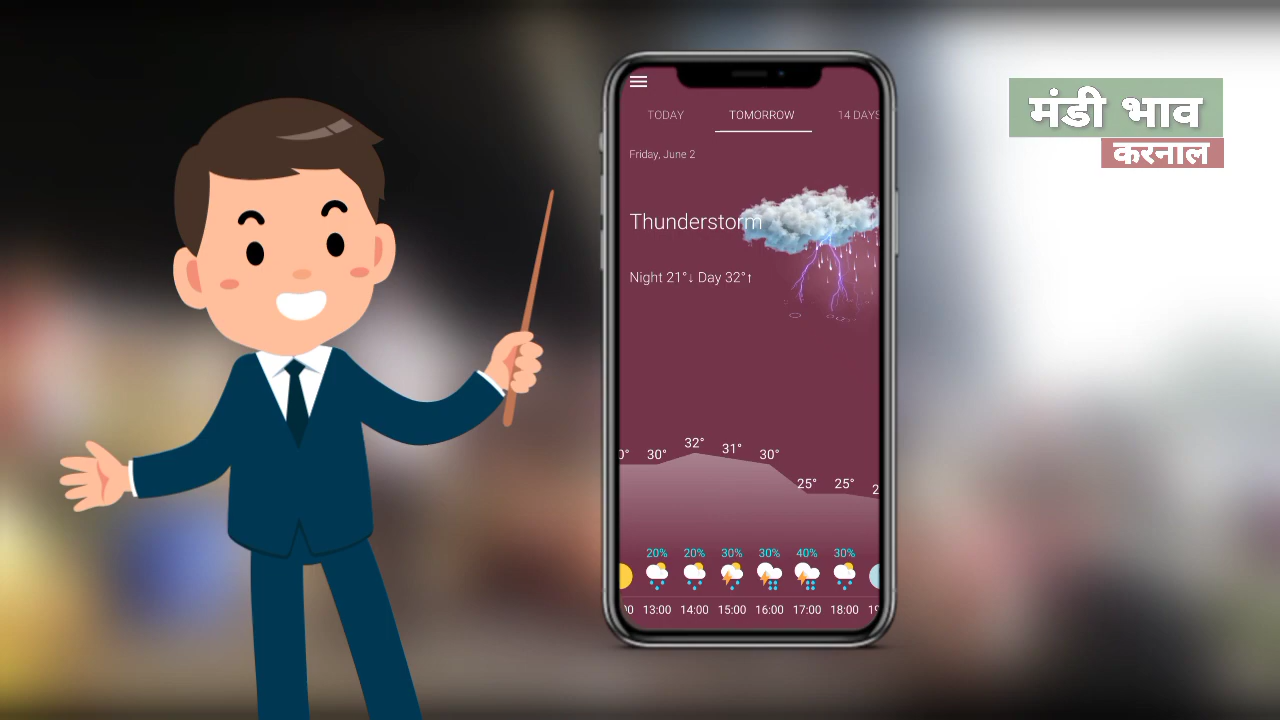 मंडी भाव
करनाल
TODAY TOMORROW 14 DAYS
Friday, June 2
Thunderstorm
Night 21°↓ Day 32°↑
30° 32° 31° 30° 25° 25°
20% 20% 30% 30% 40% 30%
13:00 14:00 15:00 16:00 17:00 18:00